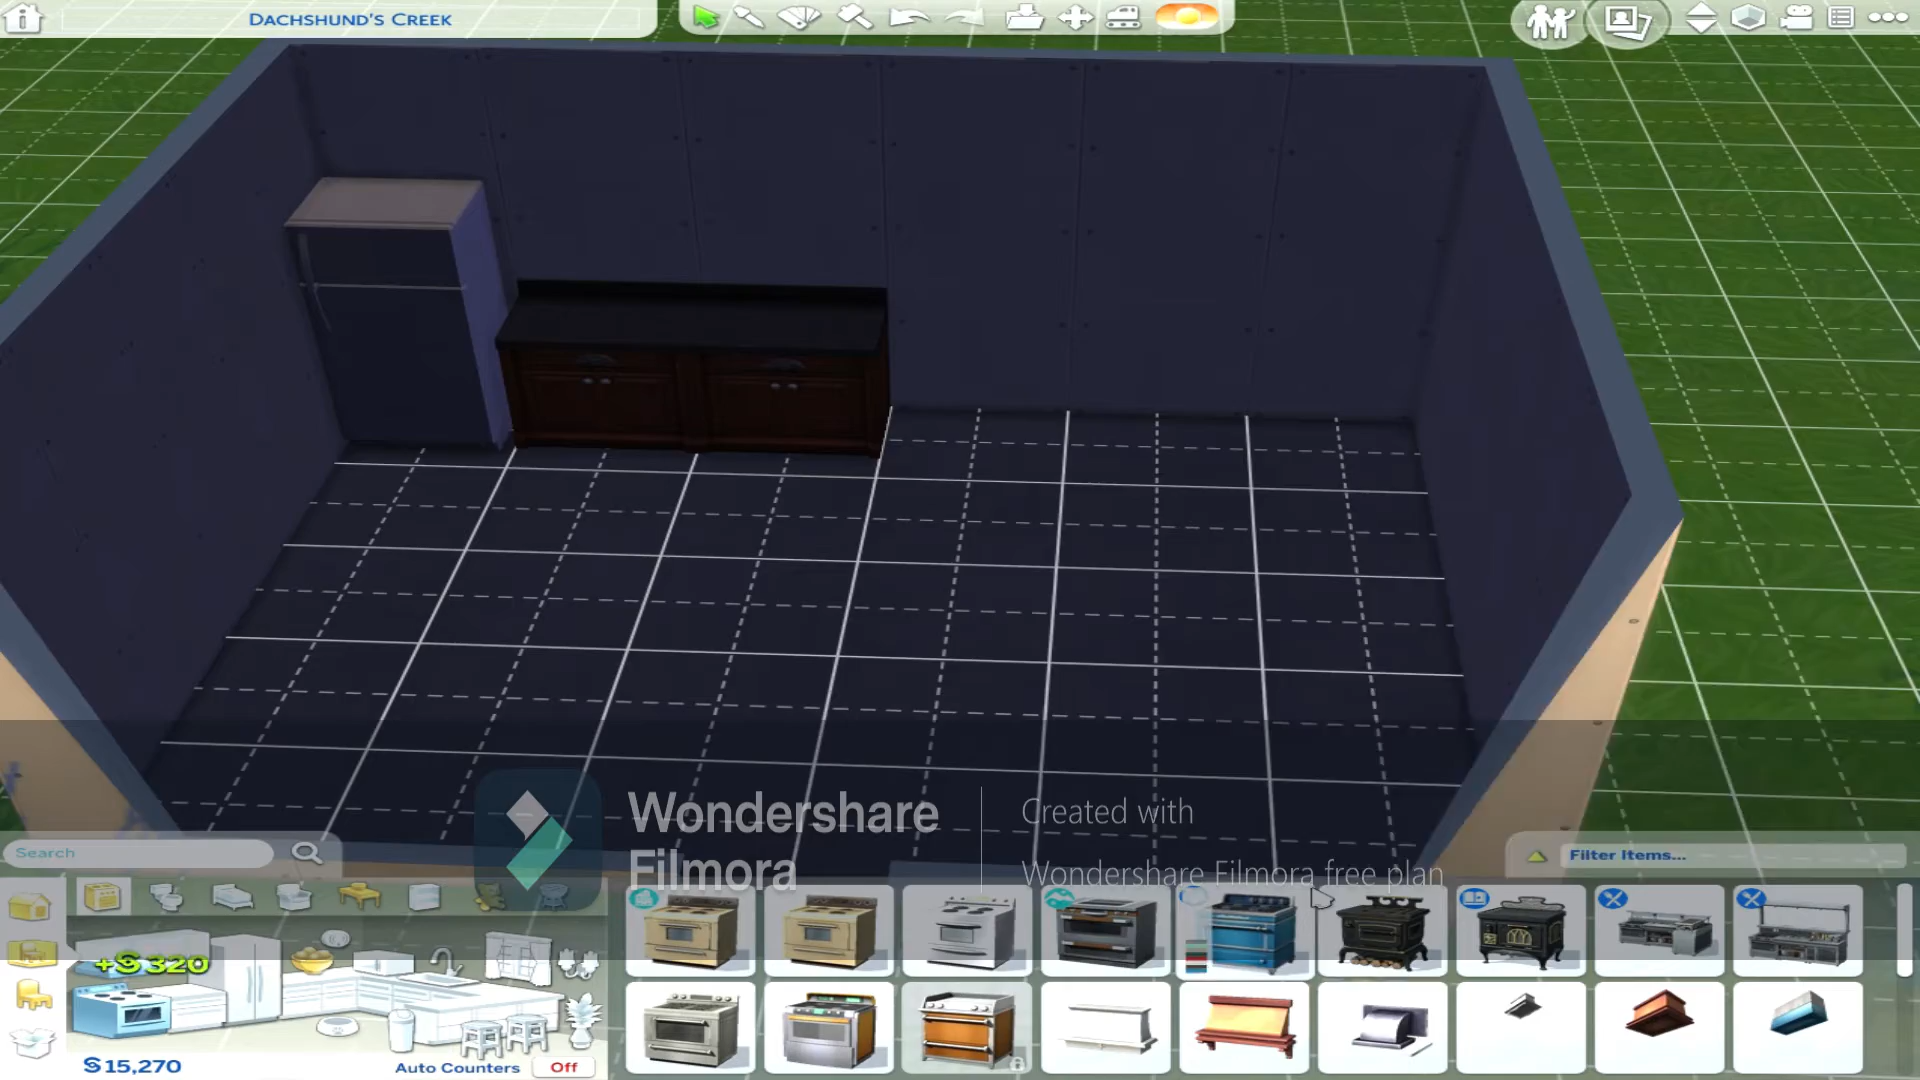 DACHSHUND'S CREEK
Search
Filter Items...
Wondershare
Filmora
Created with
Wondershare Filmora free plan
+§320
§15,270
Auto Counters
Off